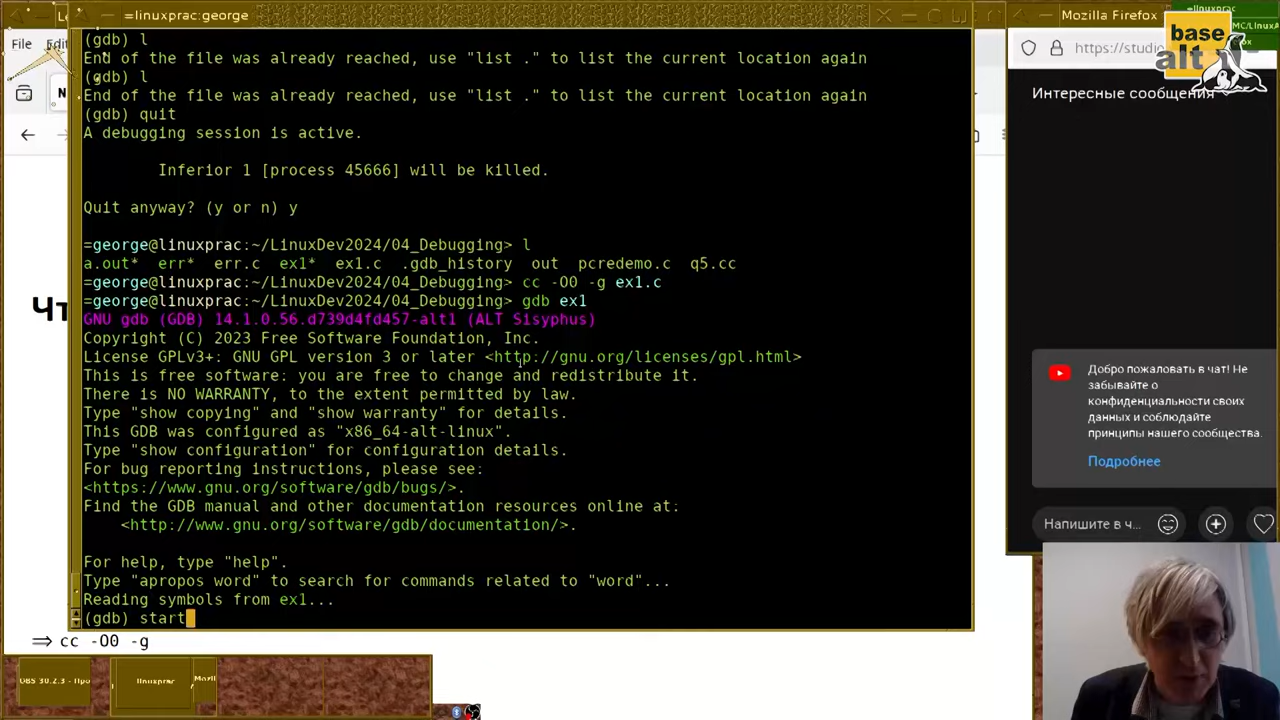 =linuxprac:george
File Edit
(gdb) l
End of the file was already reached, use "list ." to list the current location again
(gdb) l
End of the file was already reached, use "list ." to list the current location again
(gdb) quit
A debugging session is active.
Inferior 1 [process 45666] will be killed.
Quit anyway? (y or n) y
=george@linuxprac:~/LinuxDev2024/04_Debugging> l
a.out* err* err.c ex1* ex1.c .gdb_history out pcredemo.c q5.cc
=george@linuxprac:~/LinuxDev2024/04_Debugging> cc -O0 -g ex1.c
=george@linuxprac:~/LinuxDev2024/04_Debugging> gdb ex1
GNU gdb (GDB) 14.1.0.56.d739d4fd457-alt1 (ALT Sisyphus)
Copyright (C) 2023 Free Software Foundation, Inc.
License GPLv3+: GNU GPL version 3 or later <http://gnu.org/licenses/gpl.html>
This is free software: you are free to change and redistribute it.
There is NO WARRANTY, to the extent permitted by law.
Type "show copying" and "show warranty" for details.
This GDB was configured as "x86_64-alt-linux".
Type "show configuration" for configuration details.
For bug reporting instructions, please see:
<https://www.gnu.org/software/gdb/bugs/>.
Find the GDB manual and other documentation resources online at:
<http://www.gnu.org/software/gdb/documentation/>.
For help, type "help".
Type "apropos word" to search for commands related to "word"...
Reading symbols from ex1...
(gdb) start
⇒ cc -O0 -g
Чт
linuxprac
=linuxprac
Mozilla Firefox
https://studio
base
alt
Интересные сообщения
Добро пожаловать в чат! Не
забывайте о
конфиденциальности своих
данных и соблюдайте
принципы нашего сообщества.
Подробнее
Напишите в ч...